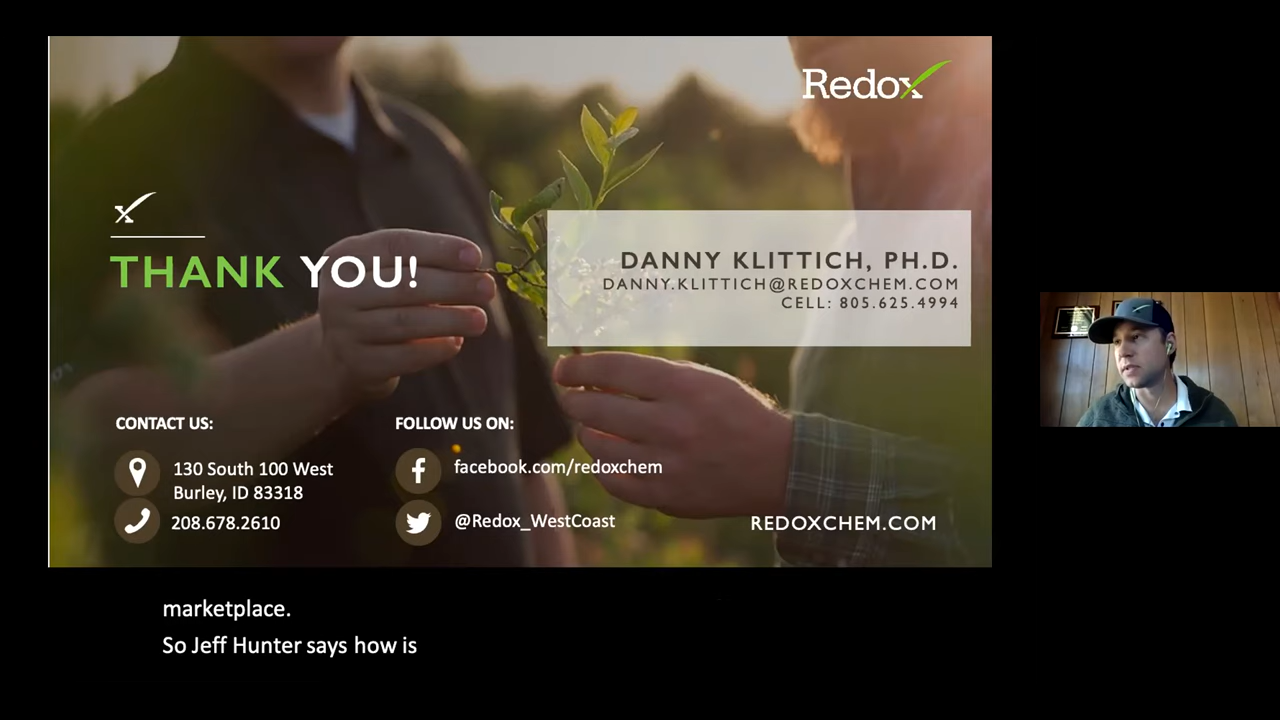 Redox
THANK YOU!
DANNY KLITTICH, PH.D.
DANNY.KLITTICH@REDOXCHEM.COM
CELL: 805.625.4994
CONTACT US:
130 South 100 West
Burley, ID 83318
208.678.2610
FOLLOW US ON:
facebook.com/redoxchem
@Redox_WestCoast
REDOXCHEM.COM
marketplace.
So Jeff Hunter says how is